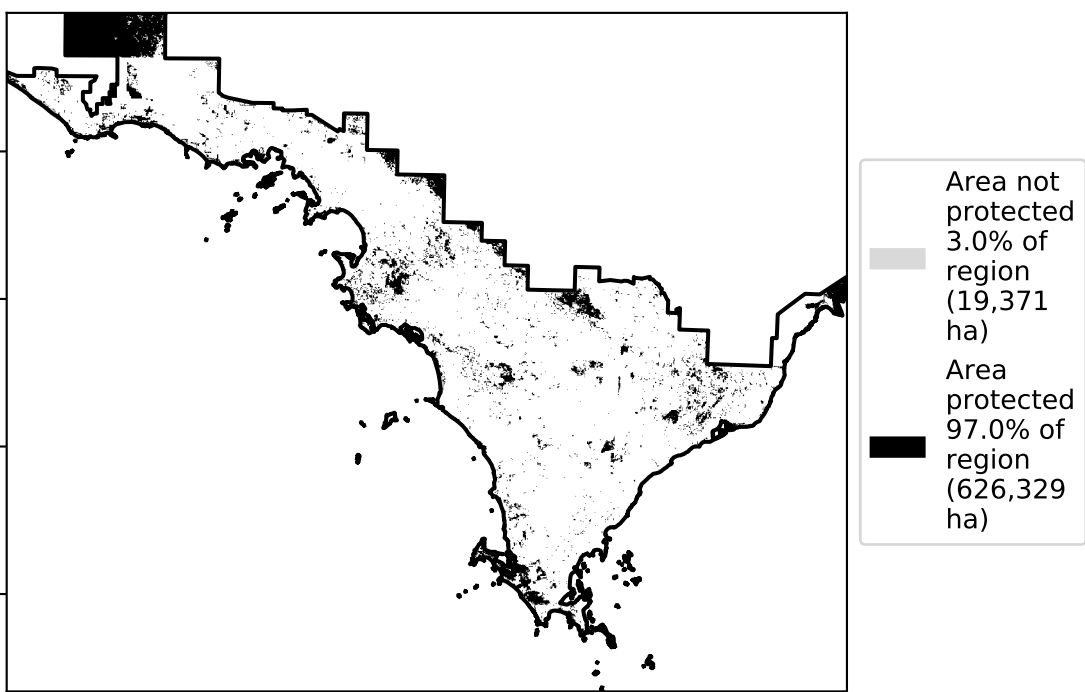 Area not
protected
3.0% of
region
(19,371
ha)
Area
protected
97.0% of
region
(626,329
ha)